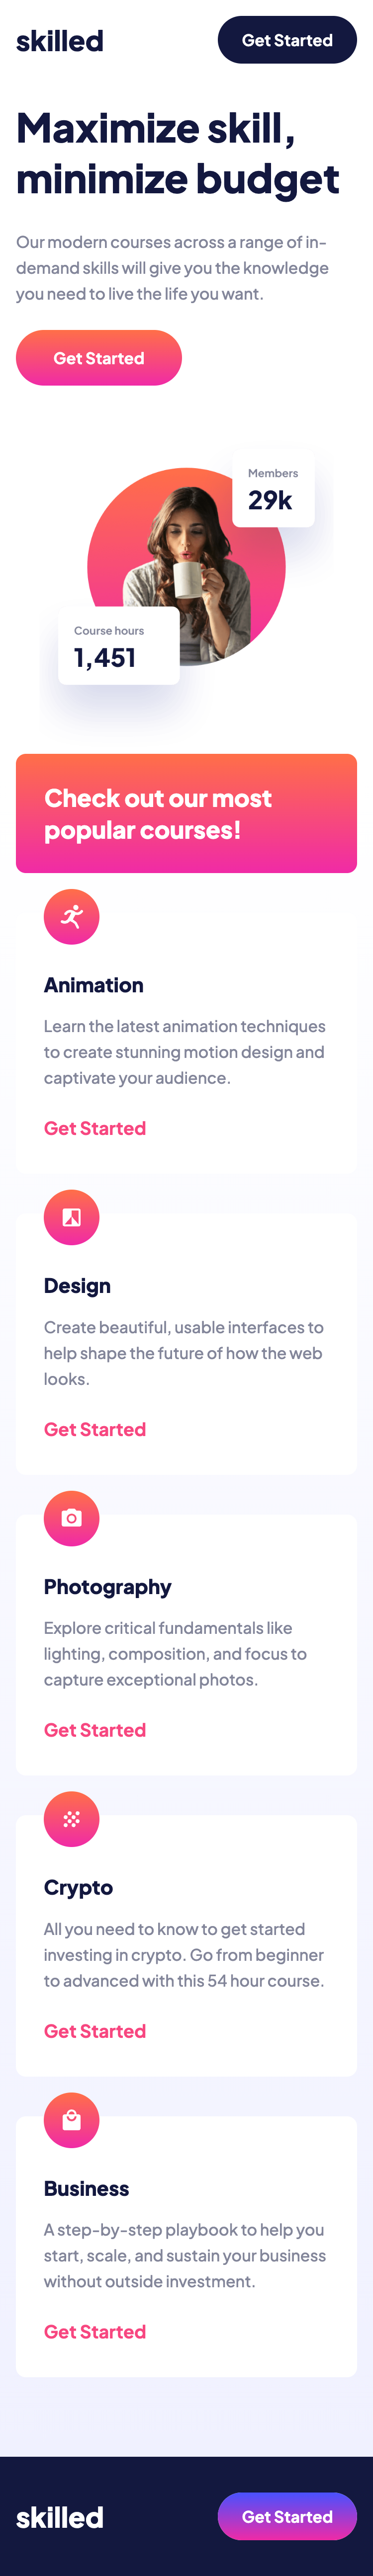 skilled
Get Started
Maximize skill,
minimize budget
Our modern courses across a range of in-
demand skills will give you the knowledge
you need to live the life you want.
Get Started
Members
29k
Course hours
1,451
Check out our most
popular courses!
Animation
Learn the latest animation techniques
to create stunning motion design and
captivate your audience.
Get Started
Design
Create beautiful, usable interfaces to
help shape the future of how the web
looks.
Get Started
Photography
Explore critical fundamentals like
lighting, composition, and focus to
capture exceptional photos.
Get Started
Crypto
All you need to know to get started
investing in crypto. Go from beginner
to advanced with this 54 hour course.
Get Started
Business
A step-by-step playbook to help you
start, scale, and sustain your business
without outside investment.
Get Started
skilled
Get Started